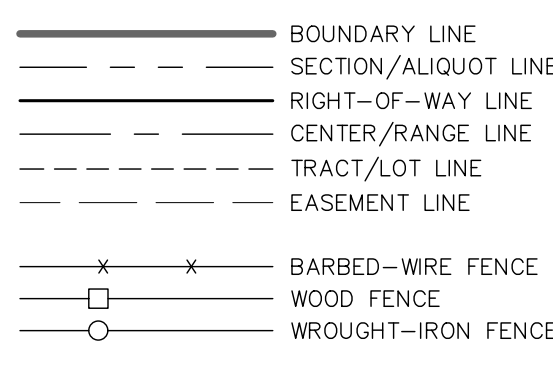 BOUNDARY LINE
SECTION/ALIQUOT LINE
RIGHT-OF-WAY LINE
CENTER/RANGE LINE
TRACT/LOT LINE
EASEMENT LINE
BARBED-WIRE FENCE
WOOD FENCE
WROUGHT-IRON FENCE